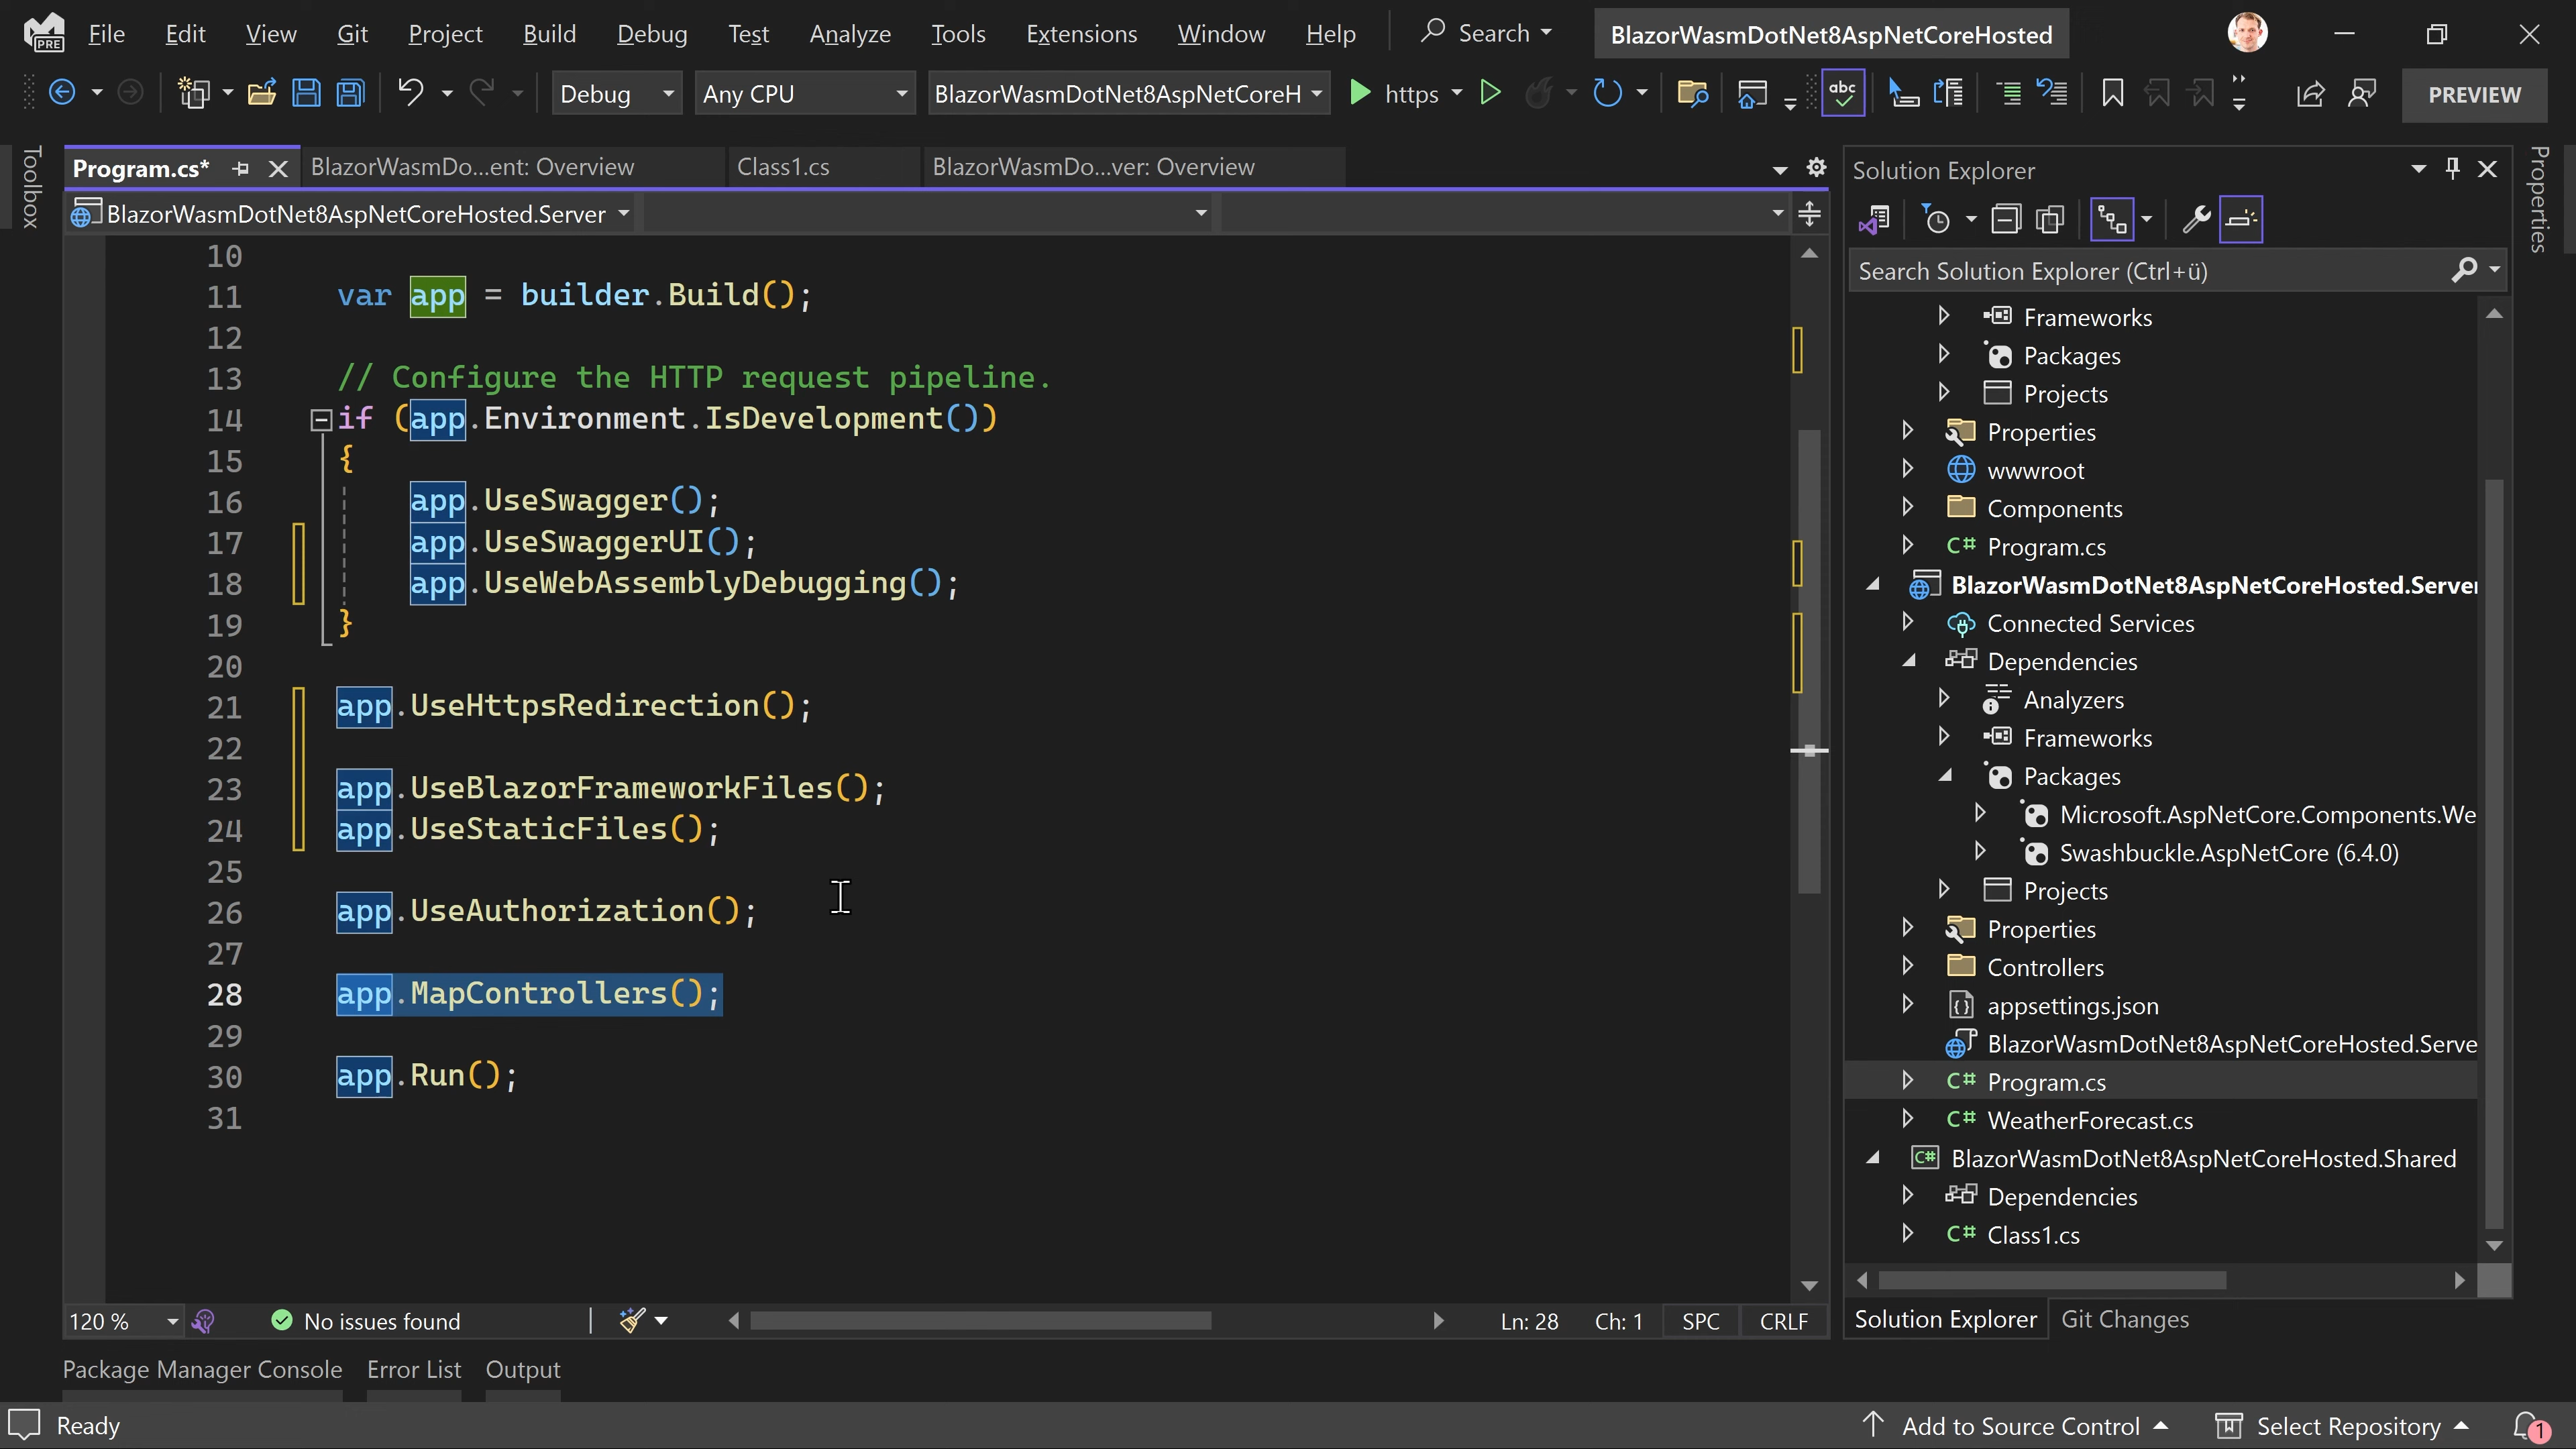 PRE File Edit View Git Project Build Debug Test Analyze Tools Extensions Window Help Search BlazorWasmDotNet8AspNetCoreHosted
Debug Any CPU BlazorWasmDotNet8AspNetCoreH https abc PREVIEW
Toolbox
Program.cs* BlazorWasmDo...ent: Overview Class1.cs BlazorWasmDo...ver: Overview
BlazorWasmDotNet8AspNetCoreHosted.Server
10
11 var app = builder.Build();
12
13 // Configure the HTTP request pipeline.
14 if (app.Environment.IsDevelopment())
15 {
16 app.UseSwagger();
17 app.UseSwaggerUI();
18 app.UseWebAssemblyDebugging();
19 }
20
21 app.UseHttpsRedirection();
22
23 app.UseBlazorFrameworkFiles();
24 app.UseStaticFiles();
25
26 app.UseAuthorization();
27
28 app.MapControllers();
29
30 app.Run();
31
120 % No issues found Ln: 28 Ch: 1 SPC CRLF
Solution Explorer
Search Solution Explorer (Ctrl+ü)
Frameworks
Packages
Projects
Properties
wwwroot
Components
C# Program.cs
BlazorWasmDotNet8AspNetCoreHosted.Server
Connected Services
Dependencies
Analyzers
Frameworks
Packages
Microsoft.AspNetCore.Components.We
Swashbuckle.AspNetCore (6.4.0)
Projects
Properties
Controllers
appsettings.json
BlazorWasmDotNet8AspNetCoreHosted.Serve
C# Program.cs
C# WeatherForecast.cs
C# BlazorWasmDotNet8AspNetCoreHosted.Shared
Dependencies
C# Class1.cs
Solution Explorer Git Changes
Properties
Package Manager Console Error List Output
Ready Add to Source Control Select Repository 1